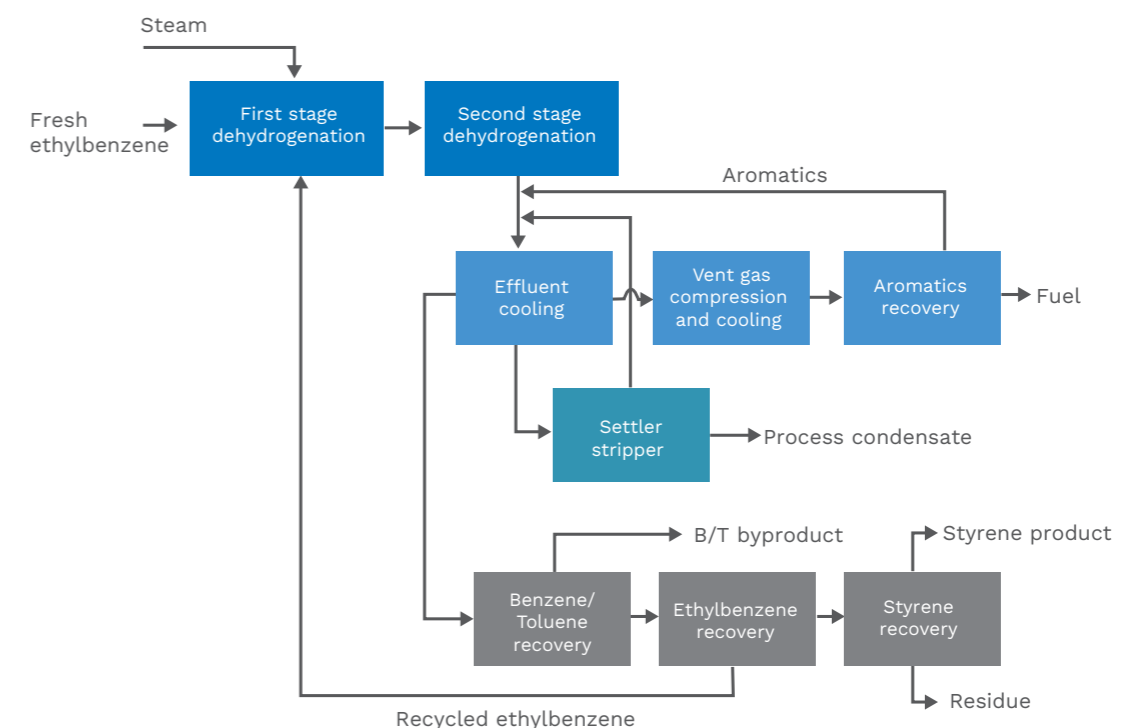 Steam
Fresh
ethylbenzene
First stage
dehydrogenation
Second stage
dehydrogenation
Aromatics
Effluent
cooling
Vent gas
compression
and cooling
Aromatics
recovery
Fuel
Settler
stripper
Process condensate
B/T byproduct
Styrene product
Benzene/
Toluene
recovery
Ethylbenzene
recovery
Styrene
recovery
Residue
Recycled ethylbenzene